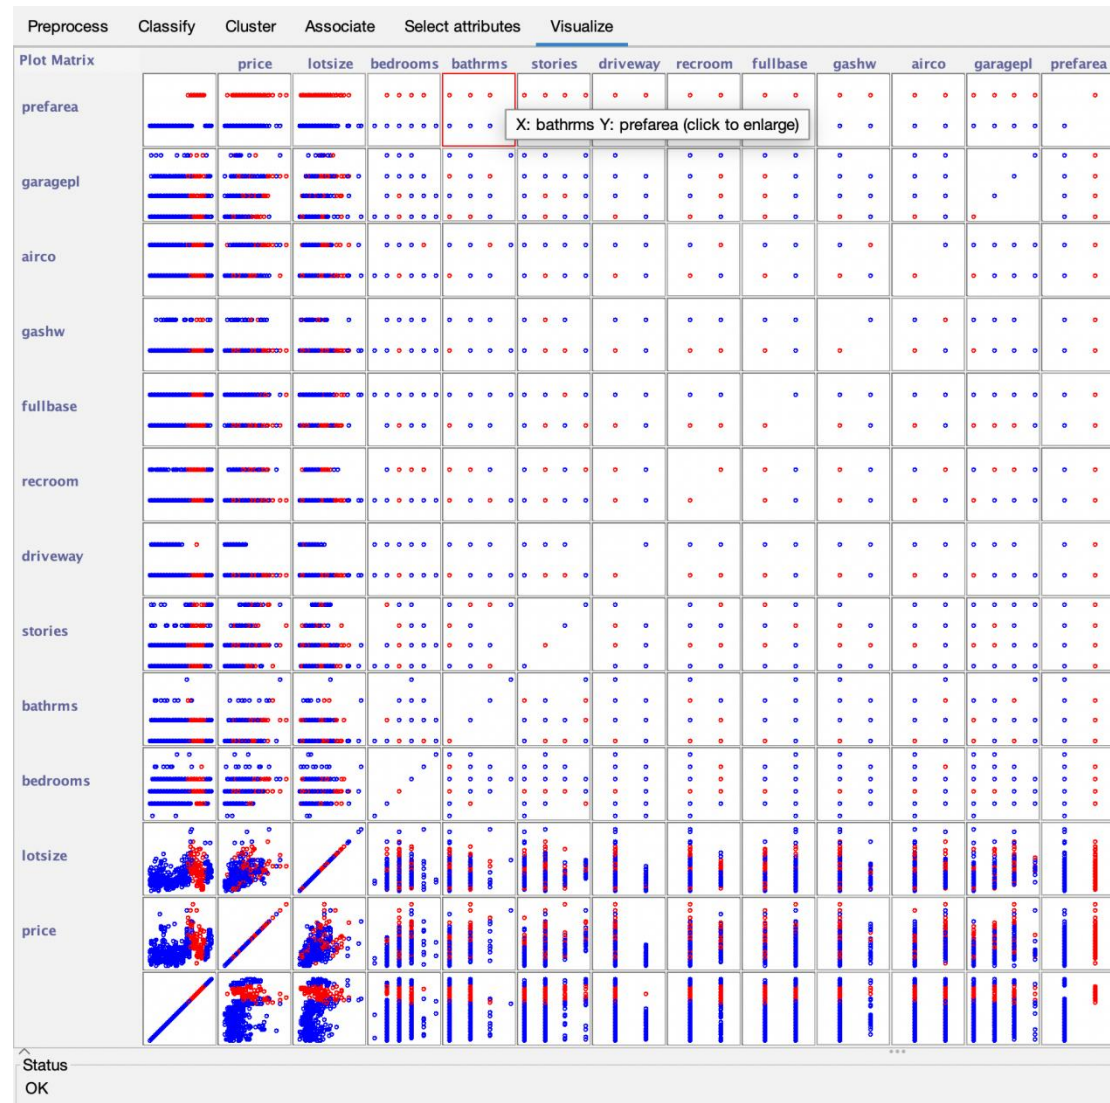 Preprocess Classify Cluster Associate Select attributes Visualize
Plot Matrix price lotsize bedrooms bathrms stories driveway recroom fullbase gashw airco garagepl prefarea
prefarea
X: bathrms Y: prefarea (click to enlarge)
garagepl
airco
gashw
fullbase
recroom
driveway
stories
bathrms
bedrooms
lotsize
price
Status
OK